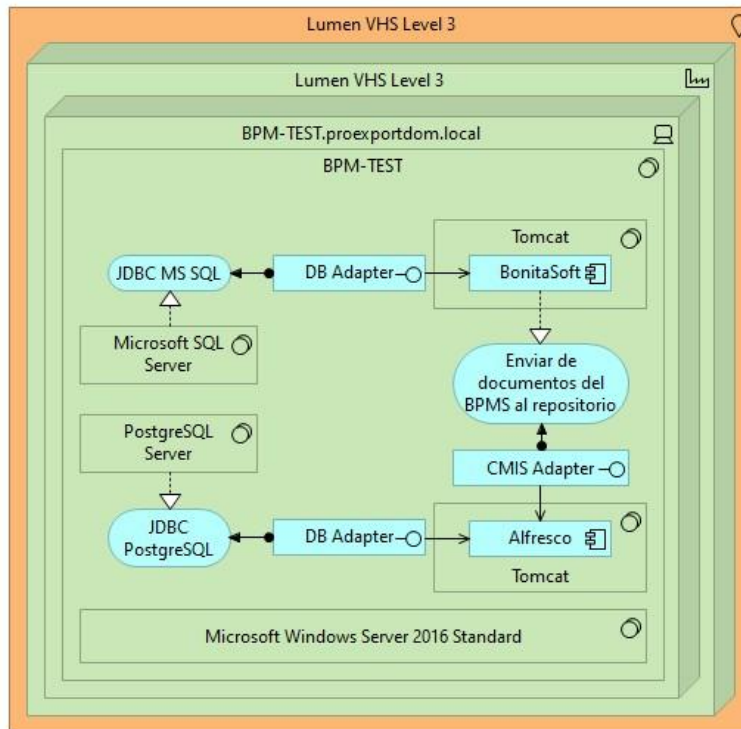 Lumen VHS Level 3
Lumen VHS Level 3
BPM-TEST.proexportdom.local
BPM-TEST
Tomcat
JDBC MS SQL
DB Adapter
BonitaSoft
Microsoft SQL
Server
Enviar de
documentos del
BPMS al repositorio
PostgreSQL
Server
CMIS Adapter
JDBC
PostgreSQL
DB Adapter
Alfresco
Tomcat
Microsoft Windows Server 2016 Standard